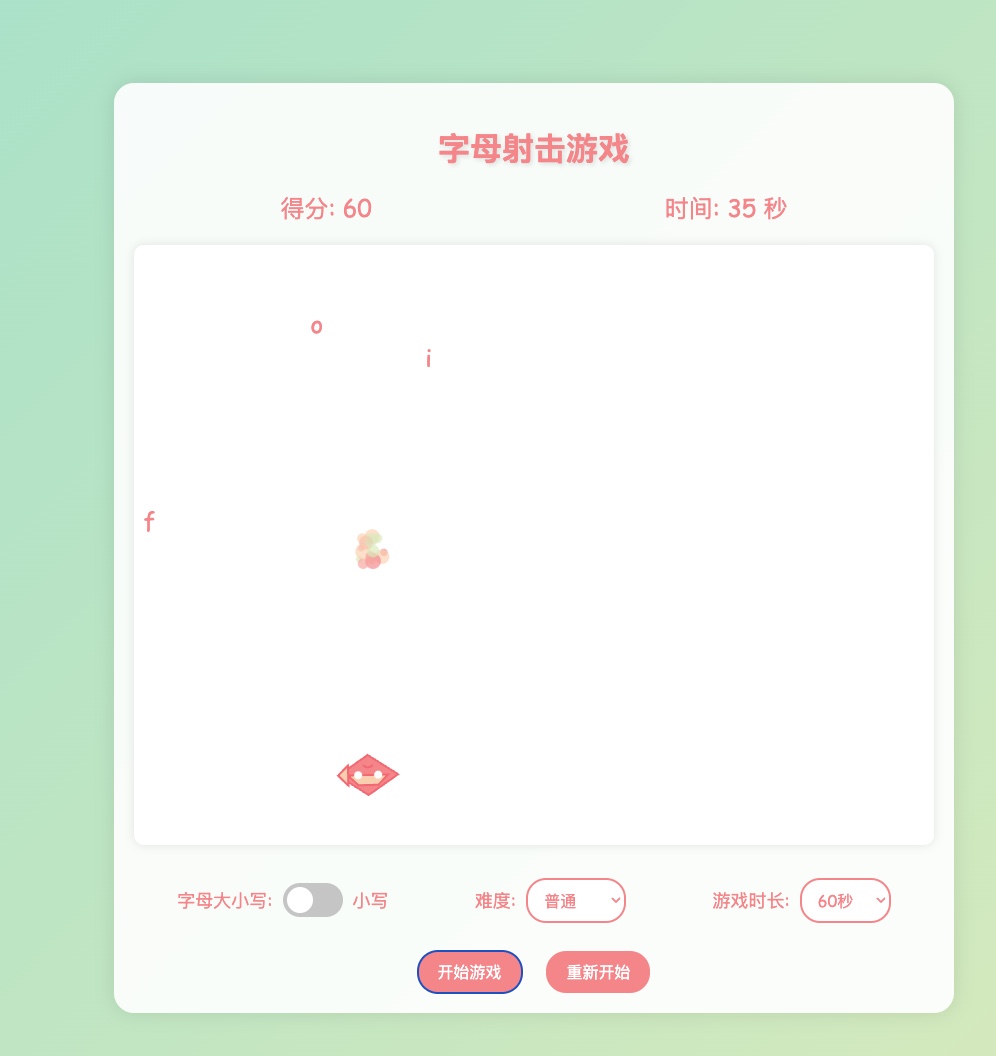 字母射击游戏
得分: 60 时间: 35 秒
o
i
f
字母大小写: 小写 难度: 普通 游戏时长: 60秒
开始游戏 重新开始